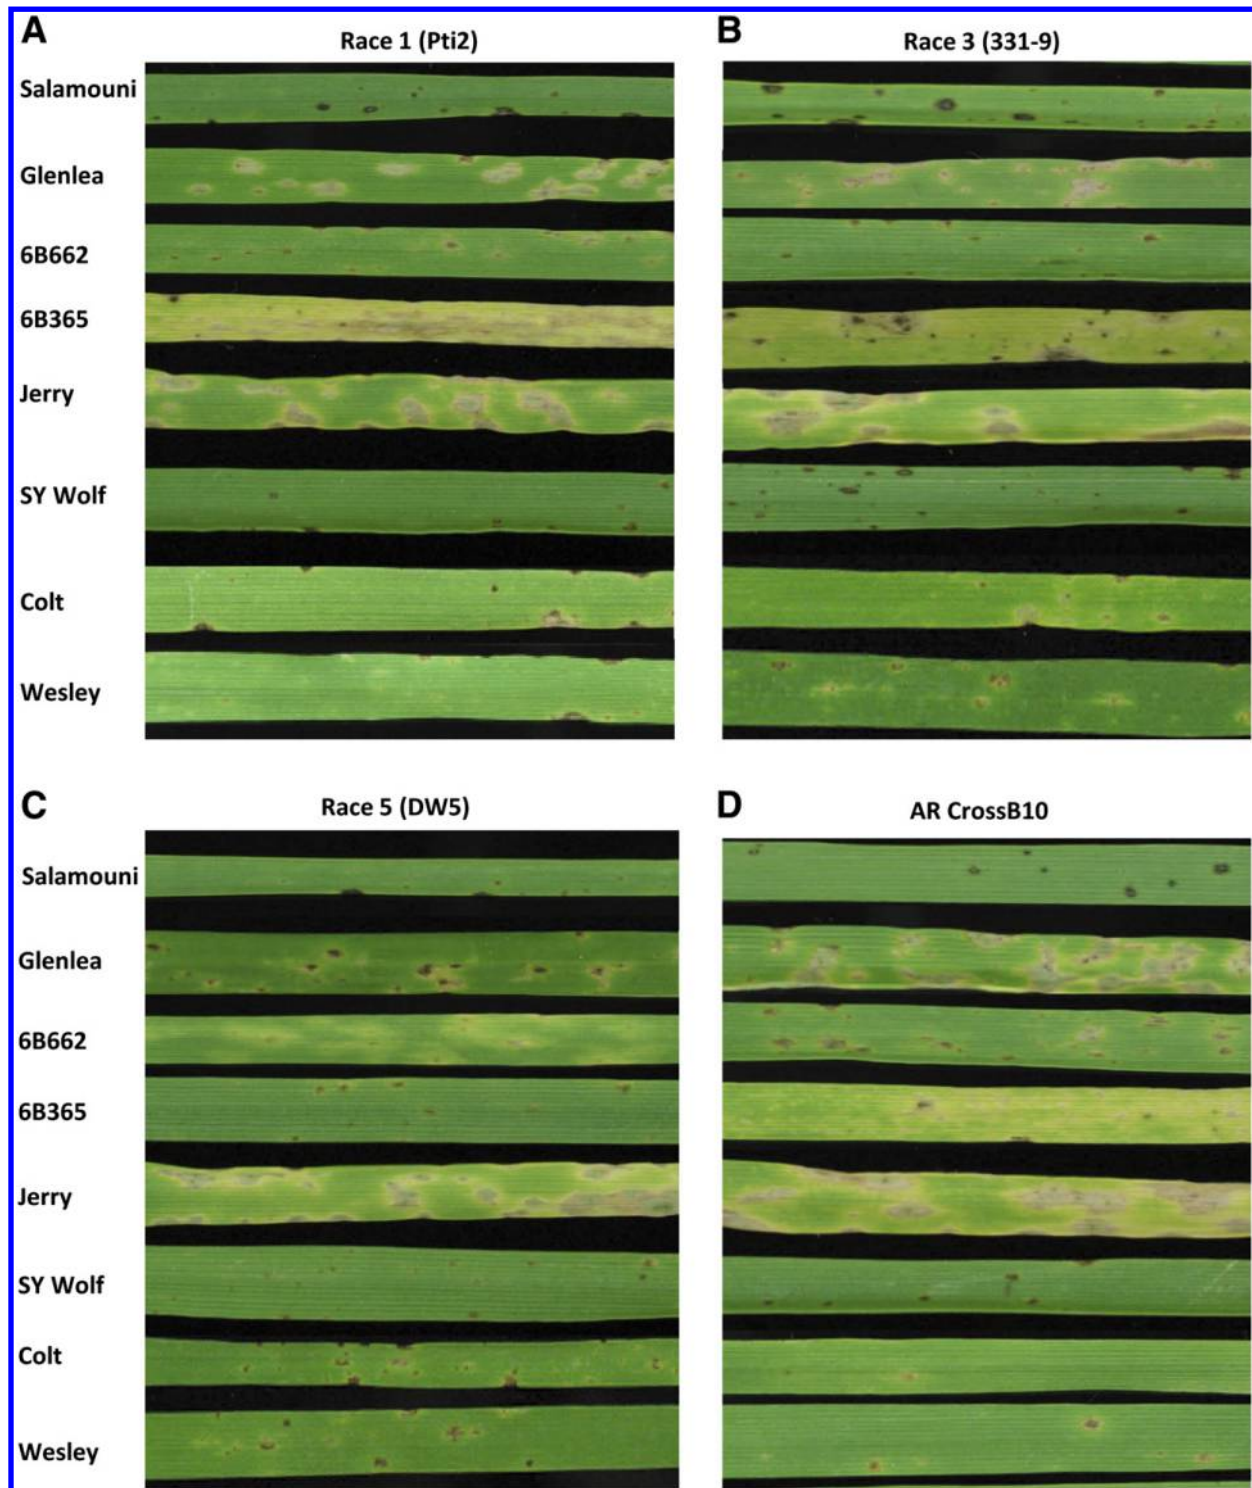 A
Race 1 (Pti2)
Salamouni
Glenlea
6B662
6B365
Jerry
SY Wolf
Colt
Wesley
B
Race 3 (331-9)
C
Race 5 (DW5)
Salamouni
Glenlea
6B662
6B365
Jerry
SY Wolf
Colt
Wesley
D
AR CrossB10